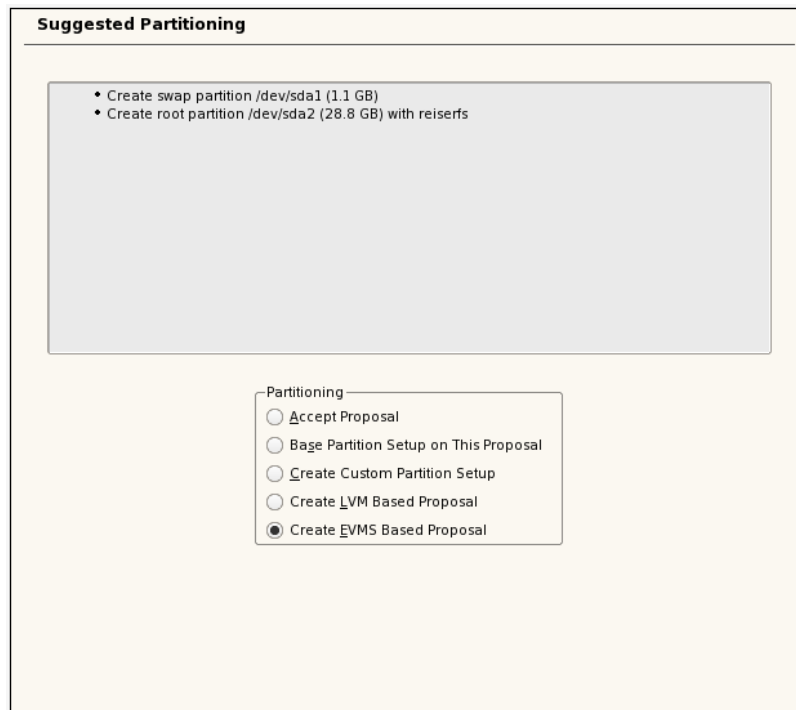 Suggested Partitioning
• Create swap partition /dev/sda1 (1.1 GB)
• Create root partition /dev/sda2 (28.8 GB) with reiserfs
Partitioning
Accept Proposal
Base Partition Setup on This Proposal
Create Custom Partition Setup
Create LVM Based Proposal
Create EVMS Based Proposal